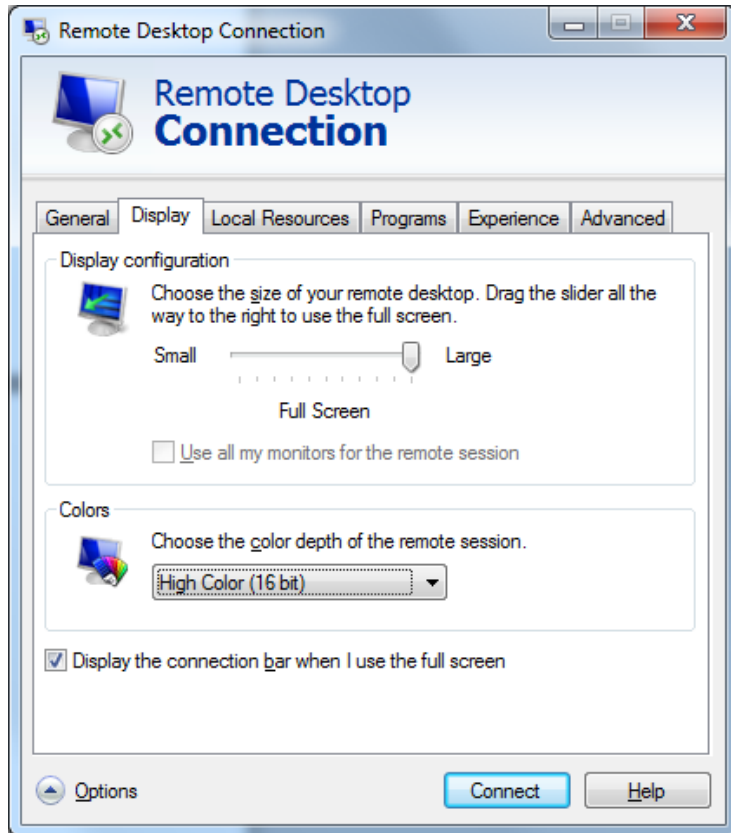 Remote Desktop Connection
Remote Desktop
Connection
General Display Local Resources Programs Experience Advanced
Display configuration
Choose the size of your remote desktop. Drag the slider all the
way to the right to use the full screen.
Small Large
Full Screen
Use all my monitors for the remote session
Colors
Choose the color depth of the remote session.
High Color (16 bit)
Display the connection bar when I use the full screen
Options Connect Help